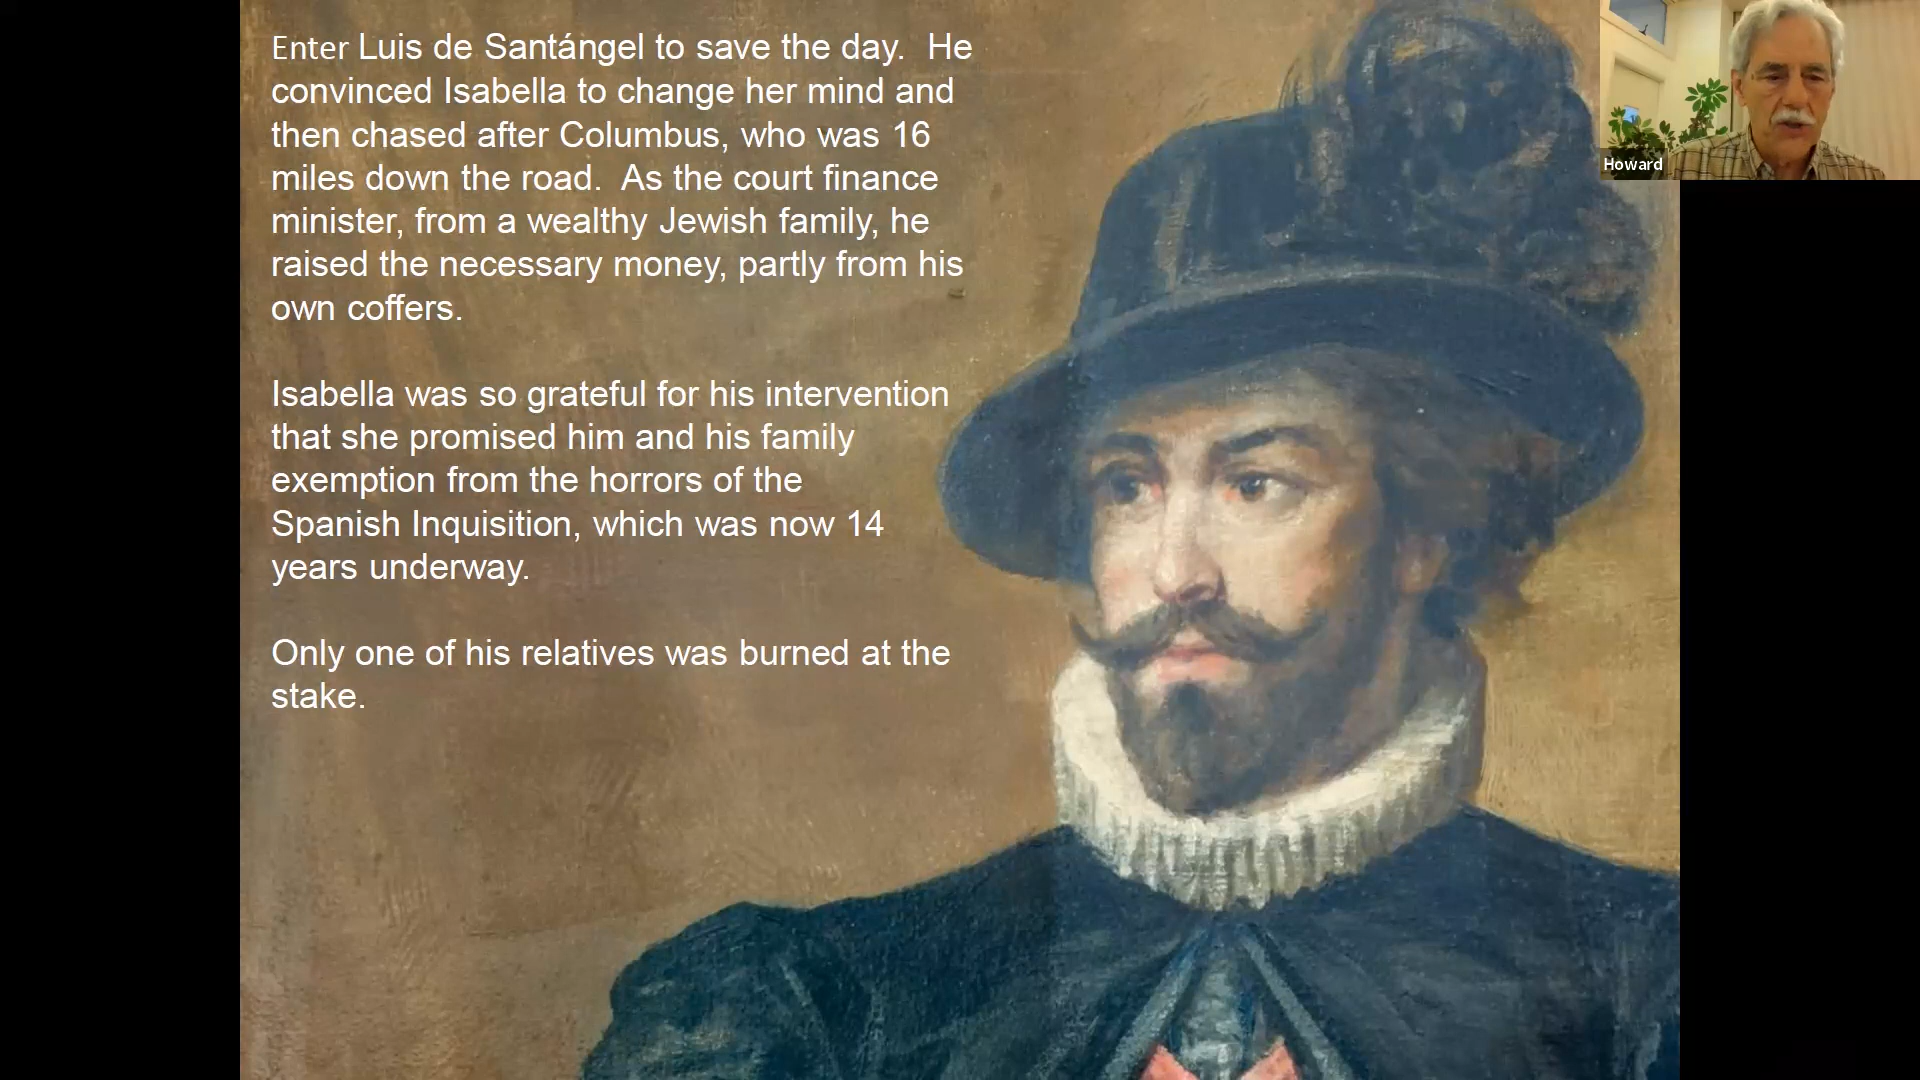 Enter Luis de Santángel to save the day.  He
convinced Isabella to change her mind and
then chased after Columbus, who was 16
miles down the road.  As the court finance
minister, from a wealthy Jewish family, he
raised the necessary money, partly from his
own coffers.
Isabella was so grateful for his intervention
that she promised him and his family
exemption from the horrors of the
Spanish Inquisition, which was now 14
years underway.
Only one of his relatives was burned at the
stake.
Howard